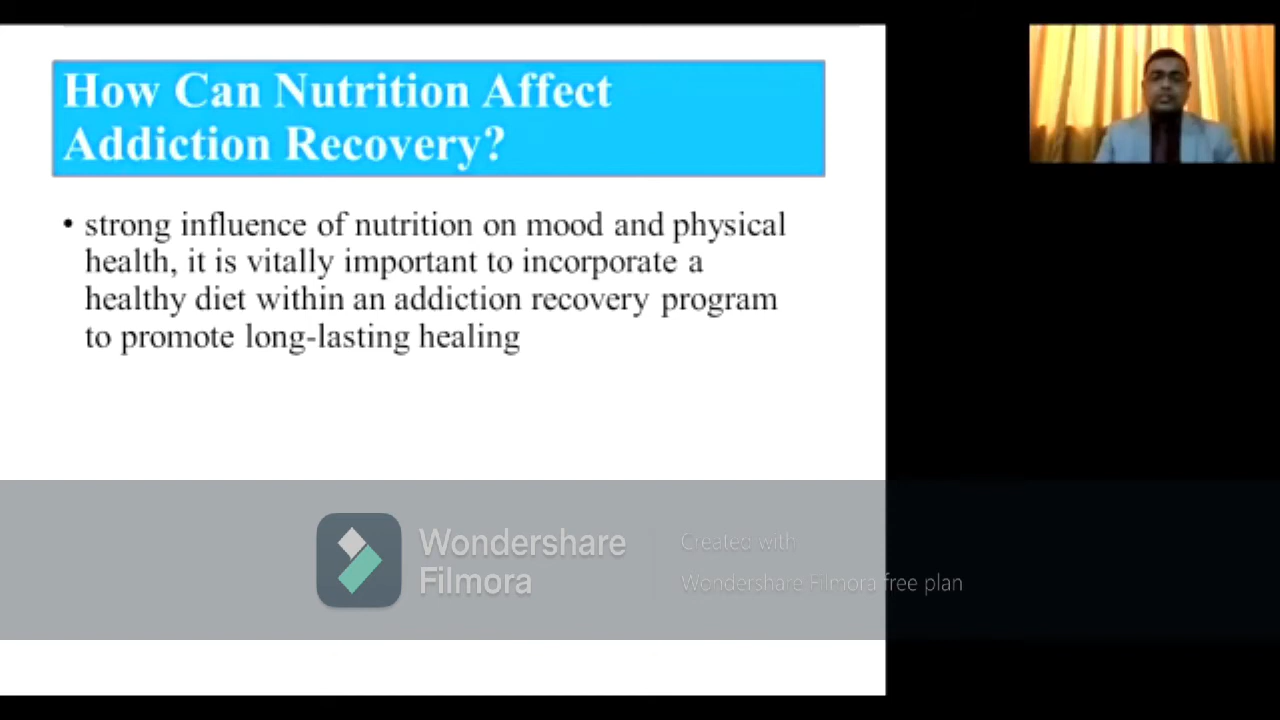 How Can Nutrition Affect
Addiction Recovery?
• strong influence of nutrition on mood and physical
health, it is vitally important to incorporate a
healthy diet within an addiction recovery program
to promote long-lasting healing
Wondershare
Filmora
Created with
Wondershare Filmora free plan